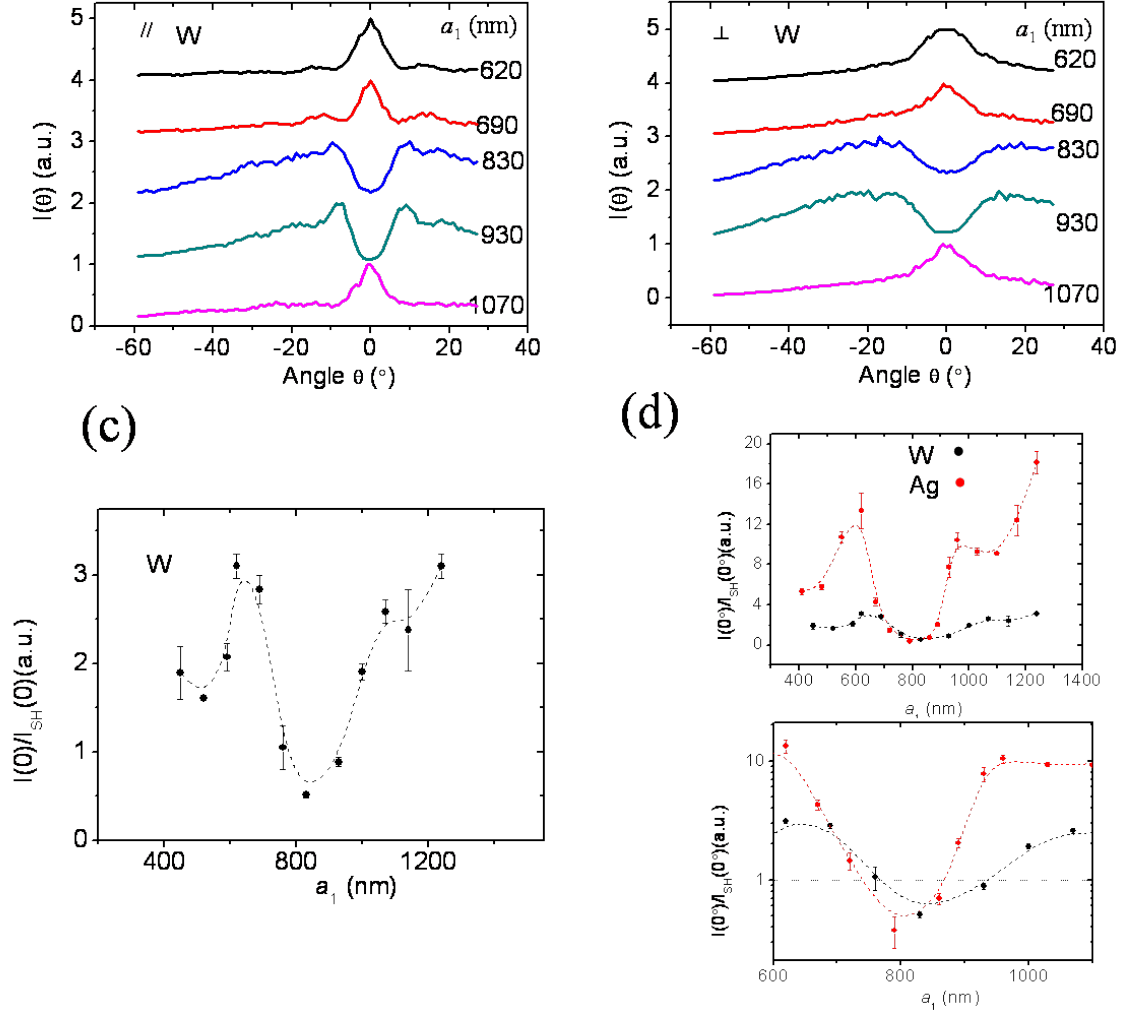 // W a₁ (nm)
5
4
3
2
1
0
620
690
830
930
1070
I(θ) (a.u.)
-60 -40 -20 0 20 40
Angle θ (°)
⊥ W a₁ (nm)
5
4
3
2
1
0
620
690
830
930
1070
I(θ) (a.u.)
-60 -40 -20 0 20 40
Angle θ (°)
(c)
W
3
2
1
0
I(0)/I_SH(0)(a.u.)
400 800 1200
a₁ (nm)
(d)
W
Ag
20
16
12
8
4
0
I(0°)/I_SH(0°)(a.u.)
400 600 800 1000 1200 1400
a₁ (nm)
10
1
I(0°)/I_SH(0°)(a.u.)
600 800 1000
a₁ (nm)